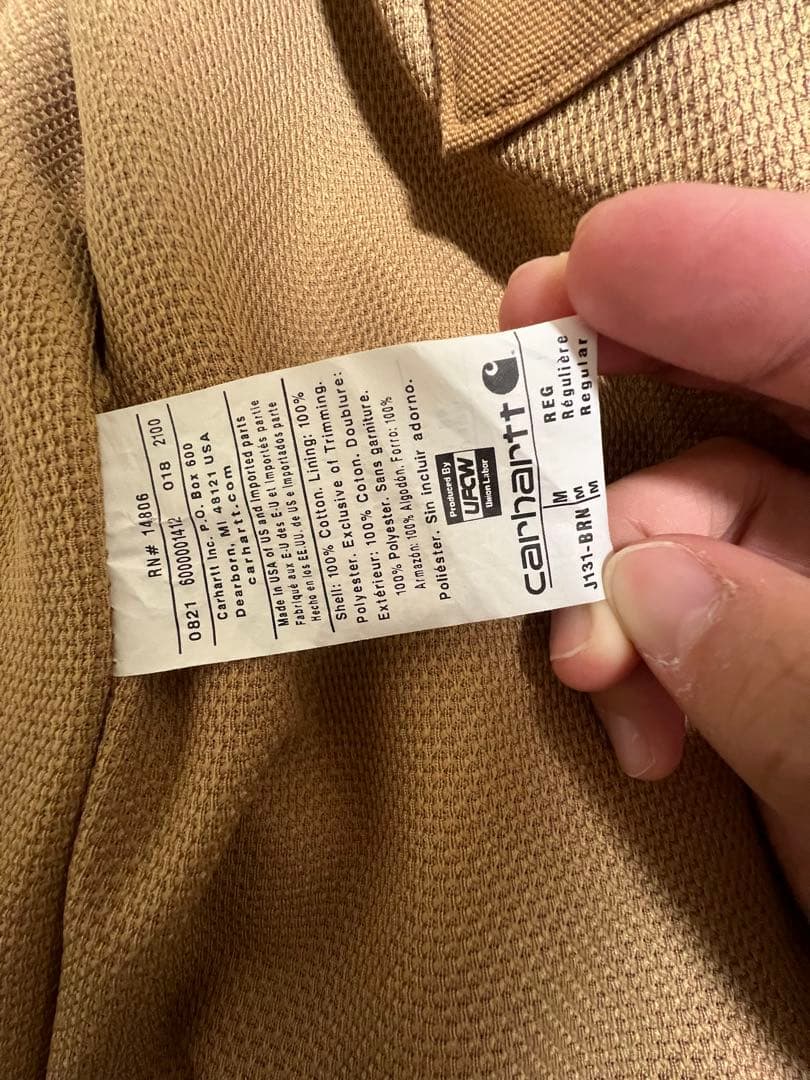 RN# 14806
0821 6000001412 018 2100
Carhartt Inc. P.O. Box 600
Dearborn, MI 48121 USA
carhartt.com
Made in USA of US and Imported parts
Fabriqué aux E-U des E.U et Importés partie
Hecho en los EE.UU. de US e Importados parte
Shell: 100% Cotton. Lining: 100%
Polyester. Exclusive of Trimming.
Extérieur: 100% Coton. Doublure:
100% Polyester. Sans garniture.
Armazón: 100% Algodón. Forro: 100%
Poliéster. Sin incluir adorno.
Produced By
UFCW
Union Labor
carhartt
M REG
M Régulière
J131-BRN M Regular